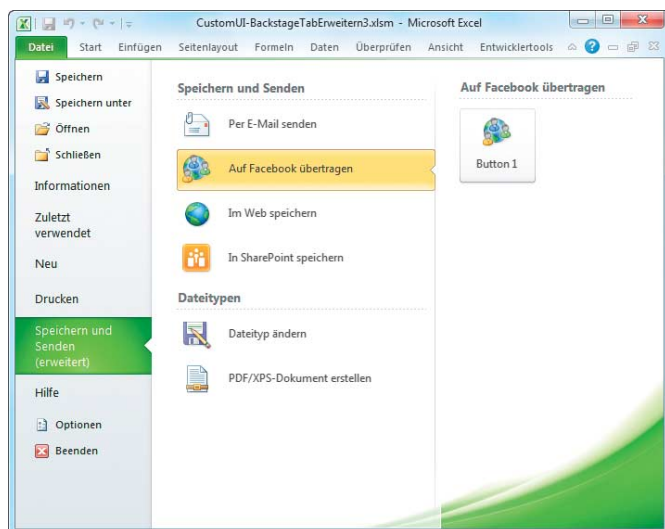 CustomUI-BackstageTabErweitern3.xlsm - Microsoft Excel
Datei Start Einfügen Seitenlayout Formeln Daten Überprüfen Ansicht Entwicklertools
Speichern
Speichern unter
Öffnen
Schließen
Informationen
Zuletzt
verwendet
Neu
Drucken
Speichern und
Senden
(erweitert)
Hilfe
Optionen
Beenden
Speichern und Senden
Per E-Mail senden
Auf Facebook übertragen
Im Web speichern
In SharePoint speichern
Dateitypen
Dateityp ändern
PDF/XPS-Dokument erstellen
Auf Facebook übertragen
Button 1